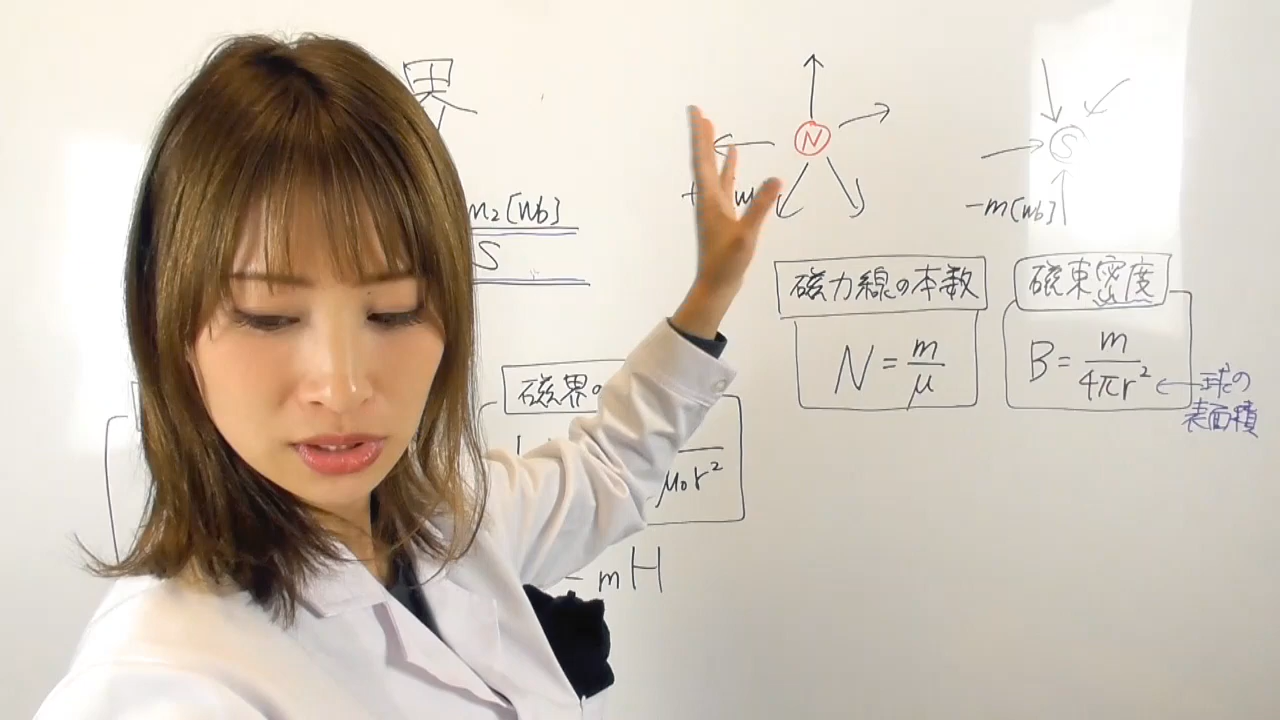 界
m₂[Wb]
S
N
S
-m[Wb]
磁力線の本数
N = m/μ
磁束密度
B = m/4πr²
球の
表面積
磁界の
μ₀r²
mH